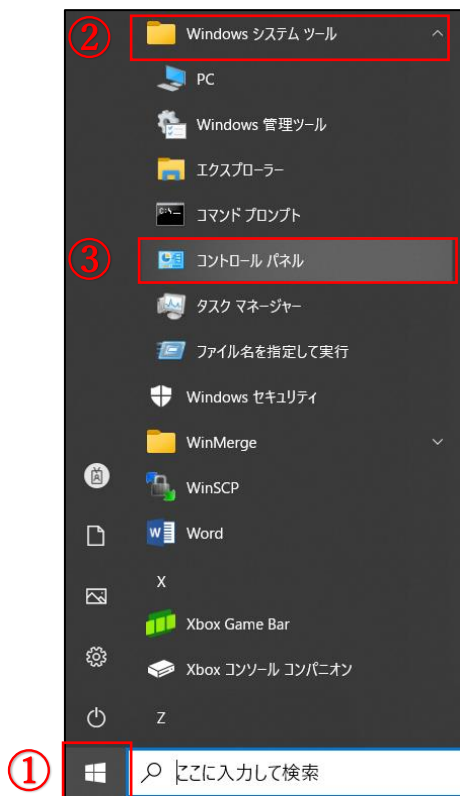 ② Windows システム ツール
PC
Windows 管理ツール
エクスプローラー
コマンド プロンプト
③ コントロール パネル
タスク マネージャー
ファイル名を指定して実行
Windows セキュリティ
WinMerge
WinSCP
Word
X
Xbox Game Bar
Xbox コンソール コンパニオン
Z
① ここに入力して検索